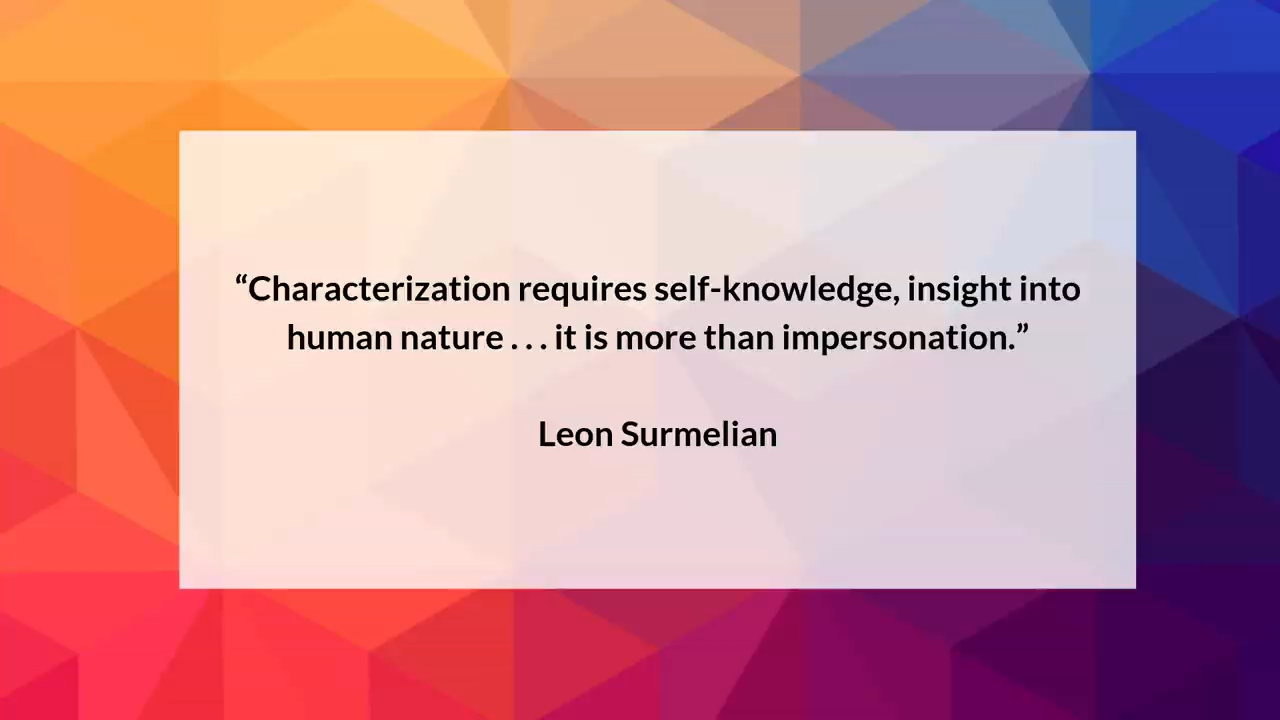 “Characterization requires self-knowledge, insight into
human nature . . . it is more than impersonation.”
Leon Surmelian